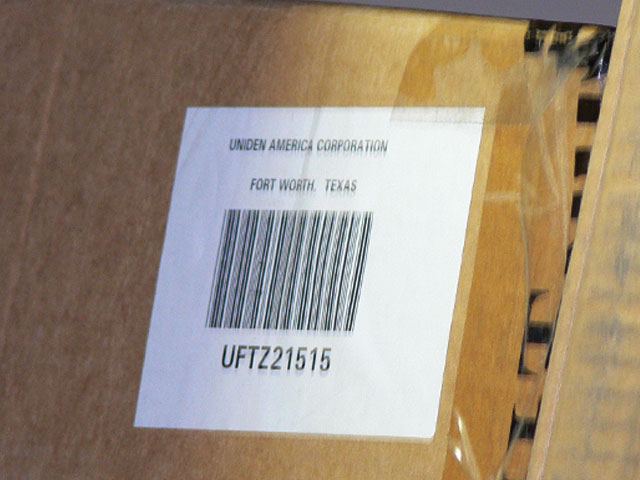 UNIDEN AMERICA CORPORATION
FORT WORTH. TEXAS
UFTZ21515